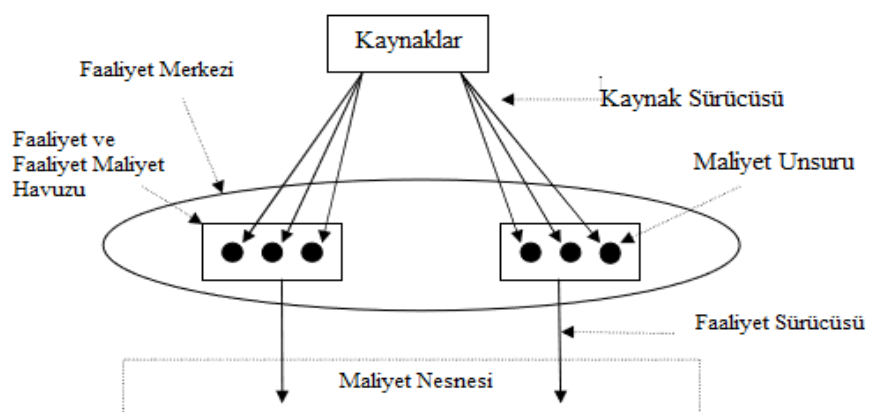 Kaynaklar
Faaliyet Merkezi
Kaynak Sürücüsü
Faaliyet ve
Faaliyet Maliyet
Havuzu
Maliyet Unsuru
Faaliyet Sürücüsü
Maliyet Nesnesi